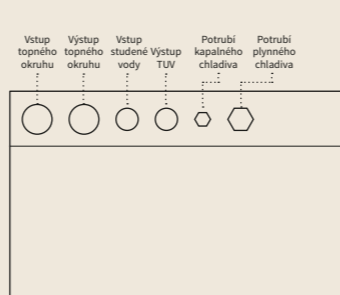 Vstup
topného
okruhu
Výstup
topného
okruhu
Vstup
studené
vody
Výstup
TUV
Potrubí
kapalného
chladiva
Potrubí
plynného
chladiva